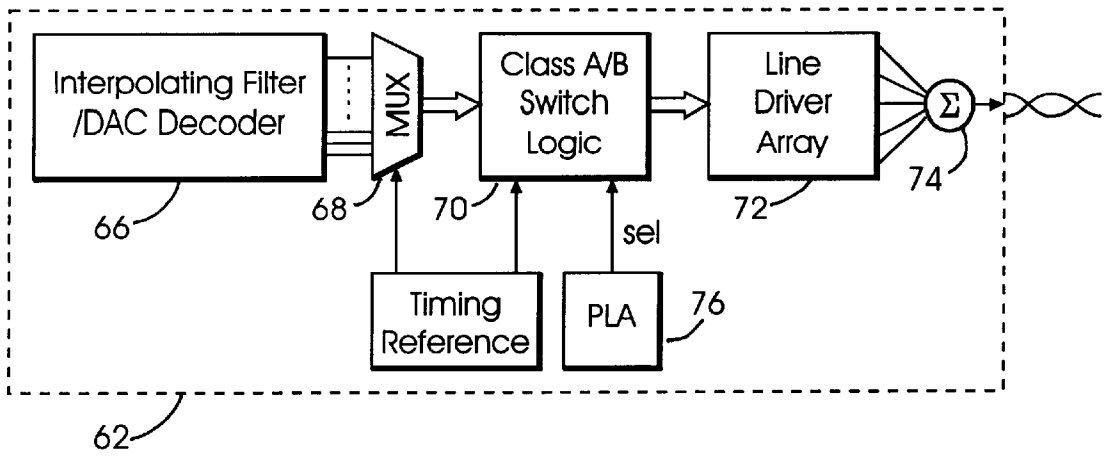 Interpolating Filter
/DAC Decoder
MUX
Class A/B
Switch
Logic
Line
Driver
Array
Σ
66
68
70
72
74
sel
Timing
Reference
PLA
76
62